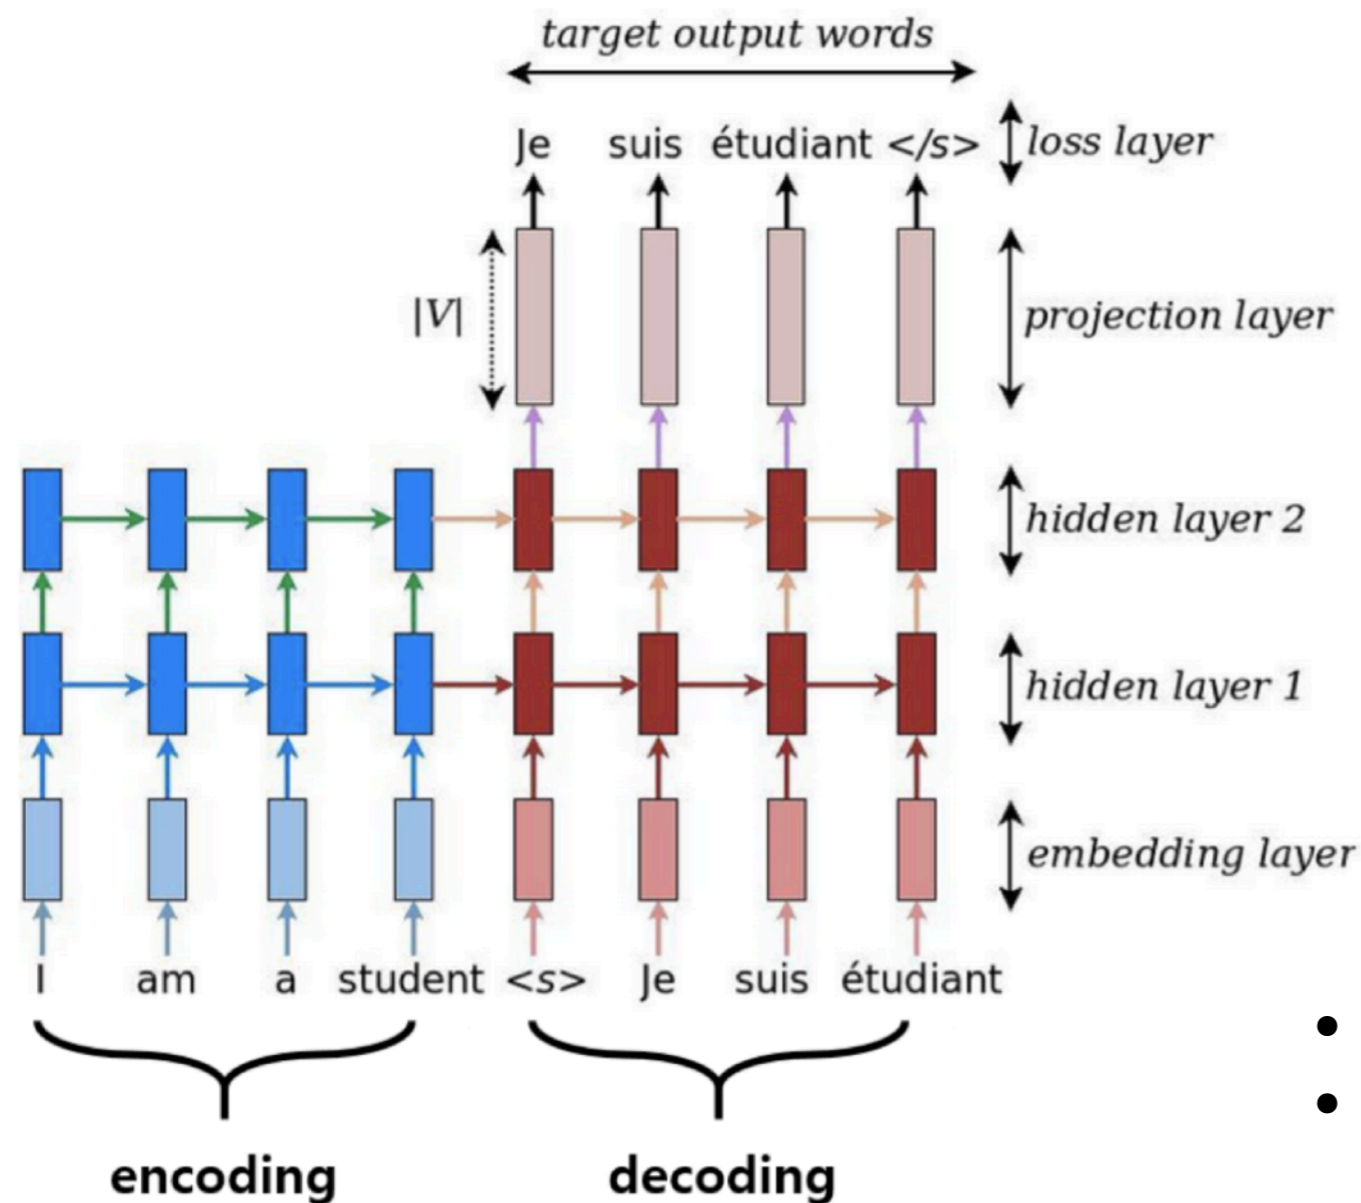 target output words
Je suis étudiant </s> loss layer
|V| projection layer
hidden layer 2
hidden layer 1
embedding layer
I am a student <s> Je suis étudiant
•
•
encoding decoding